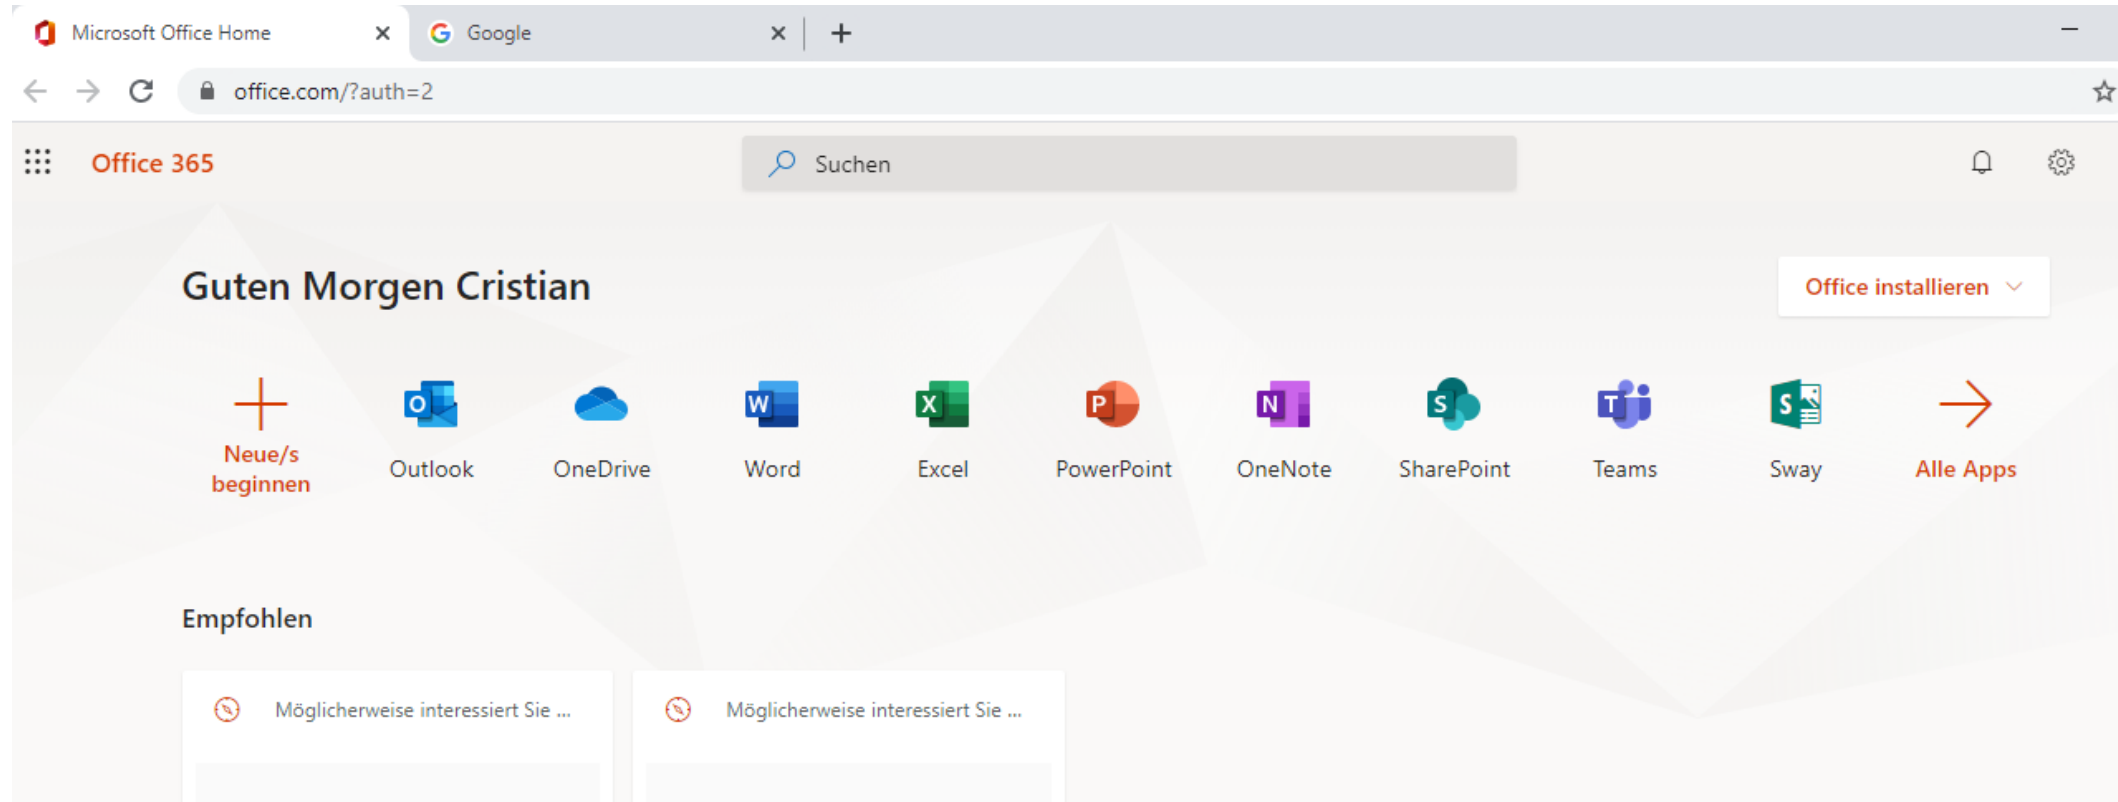 Microsoft Office Home
Google
office.com/?auth=2
Office 365
Suchen
Guten Morgen Cristian
Office installieren
Neue/s
beginnen
Outlook
OneDrive
Word
Excel
PowerPoint
OneNote
SharePoint
Teams
Sway
Alle Apps
Empfohlen
Möglicherweise interessiert Sie ...
Möglicherweise interessiert Sie ...